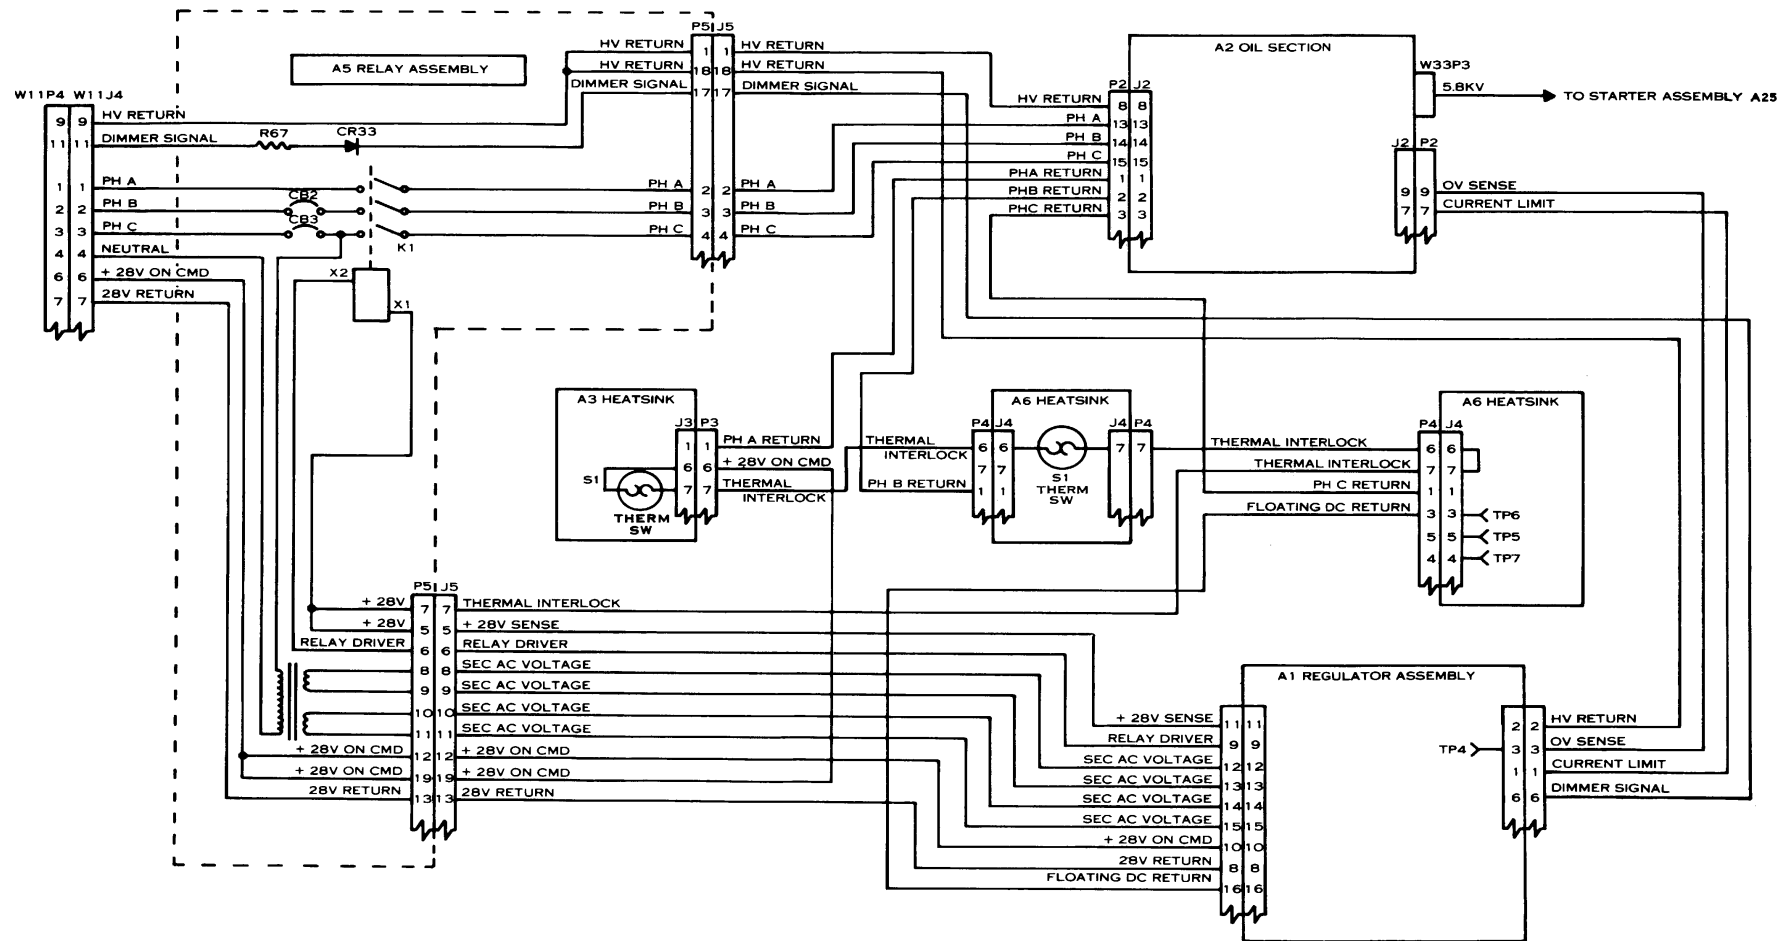 P5 J5
HV RETURN 1 1 HV RETURN
HV RETURN 18 18 HV RETURN
DIMMER SIGNAL 17 17 DIMMER SIGNAL
PH A 2 2 PH A
PH B 3 3 PH B
PH C 4 4 PH C
A5 RELAY ASSEMBLY
W11P4 W11J4
9 9 HV RETURN
11 11 DIMMER SIGNAL
R67
CR33
1 1 PH A
2 2 PH B
CB2
3 3 PH C
CB3
K1
4 4 NEUTRAL
6 6 + 28V ON CMD
7 7 28V RETURN
X2
X1
A2 OIL SECTION
W33P3
5.8KV
TO STARTER ASSEMBLY A25
P2 J2
HV RETURN 8 8
PH A 13 13
PH B 14 14
PH C 15 15
PHA RETURN 1 1
PHB RETURN 2 2
PHC RETURN 3 3
J2 P2
9 9 OV SENSE
7 7 CURRENT LIMIT
A3 HEATSINK
J3 P3
1 1 PH A RETURN
6 6 + 28V ON CMD
7 7 THERMAL
INTERLOCK
S1
THERM
SW
A6 HEATSINK
P4 J4
THERMAL
INTERLOCK
6 6
7 7
PH B RETURN 1 1
S1
THERM
SW
J4 P4
7 7
A6 HEATSINK
P4 J4
THERMAL INTERLOCK 6 6
THERMAL INTERLOCK 7 7
PH C RETURN 1 1
FLOATING DC RETURN 3 3 TP6
5 5 TP5
4 4 TP7
P5 J5
+ 28V 7 7 THERMAL INTERLOCK
+ 28V 5 5 + 28V SENSE
RELAY DRIVER 6 6 RELAY DRIVER
8 8 SEC AC VOLTAGE
9 9 SEC AC VOLTAGE
10 10 SEC AC VOLTAGE
11 11 SEC AC VOLTAGE
+ 28V ON CMD 12 12 + 28V ON CMD
+ 28V ON CMD 19 19 + 28V ON CMD
28V RETURN 13 13 28V RETURN
A1 REGULATOR ASSEMBLY
+ 28V SENSE 11 11
RELAY DRIVER 9 9
SEC AC VOLTAGE 12 12
SEC AC VOLTAGE 13 13
SEC AC VOLTAGE 14 14
SEC AC VOLTAGE 15 15
+ 28V ON CMD 10 10
28V RETURN 8 8
FLOATING DC RETURN 16 16
2 2 HV RETURN
TP4 3 3 OV SENSE
1 1 CURRENT LIMIT
6 6 DIMMER SIGNAL